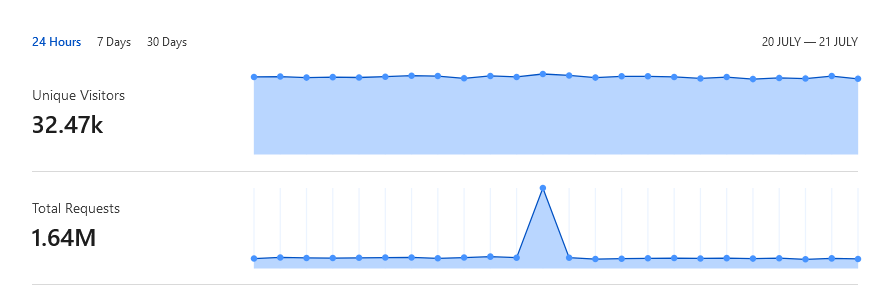 24 Hours 7 Days 30 Days 20 JULY — 21 JULY
Unique Visitors
32.47k
Total Requests
1.64M